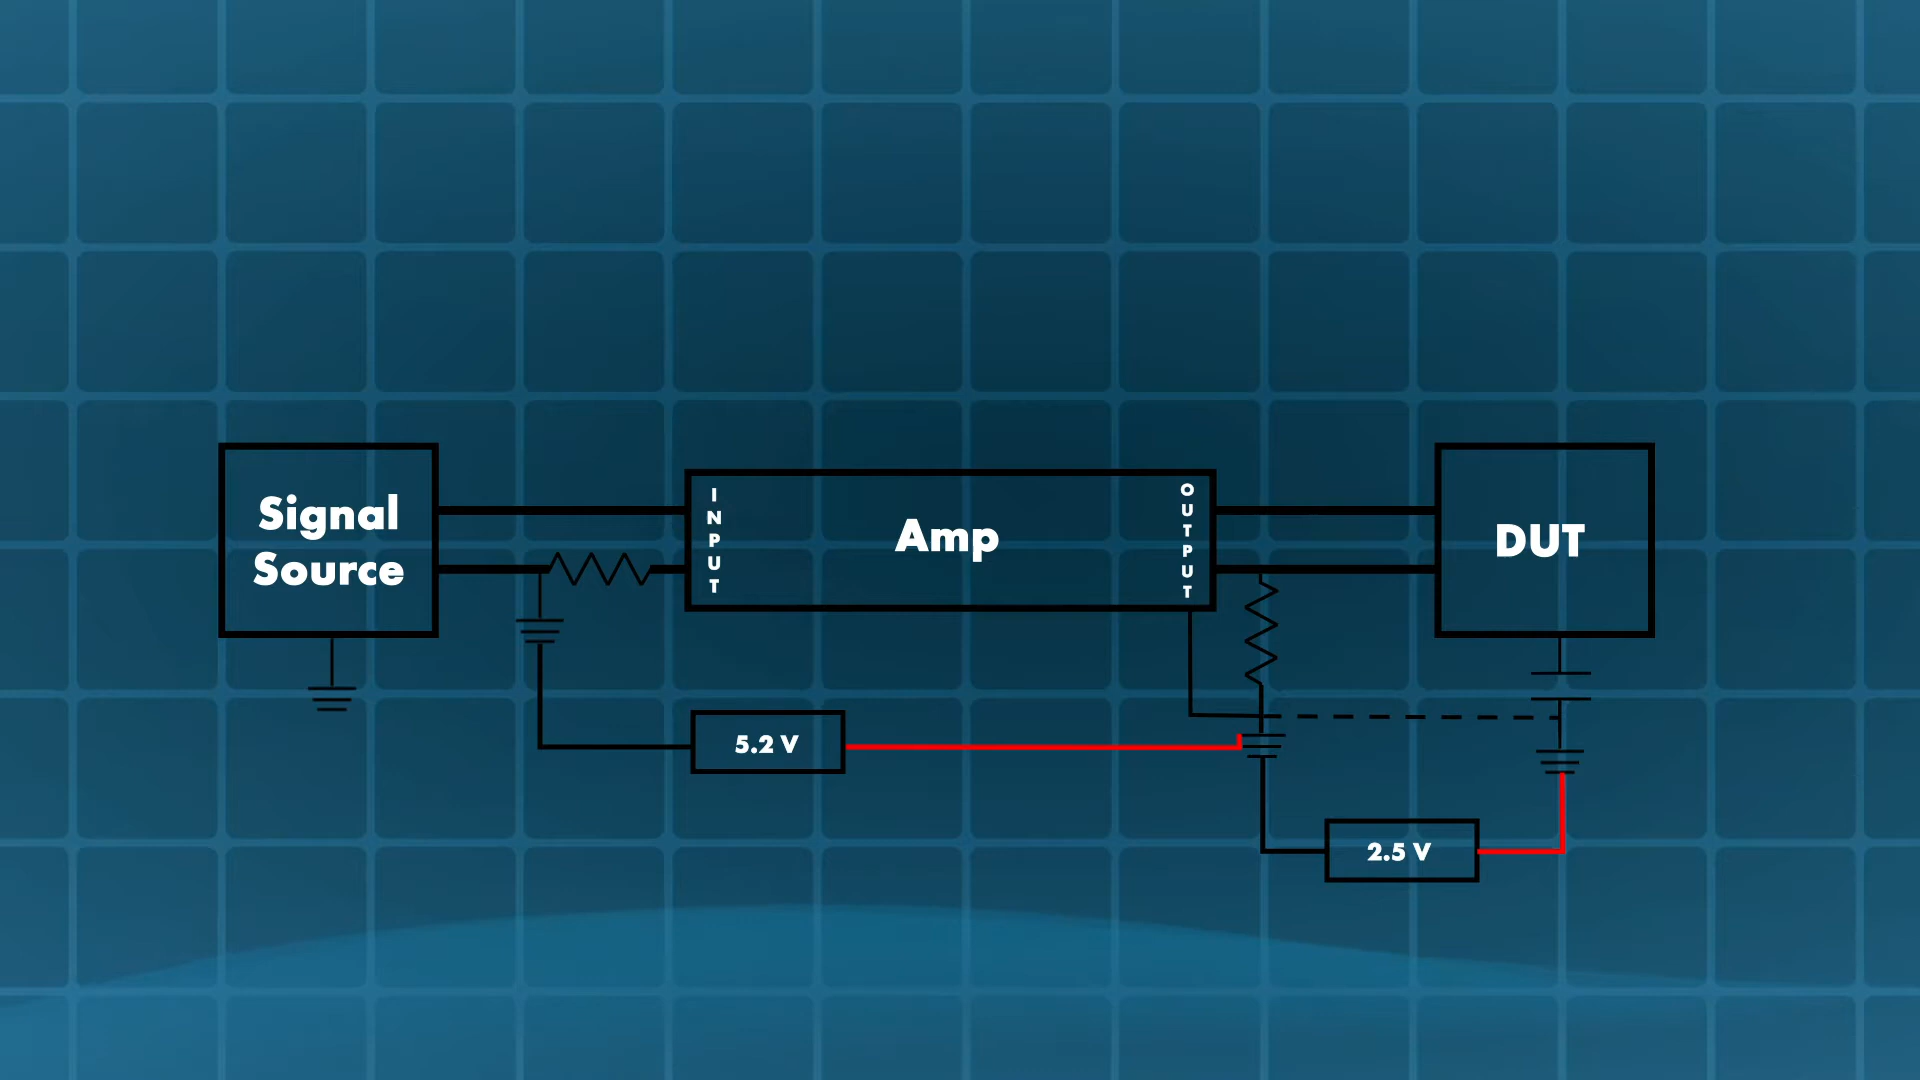 Signal
Source
INPUT
Amp
OUTPUT
DUT
5.2 V
2.5 V